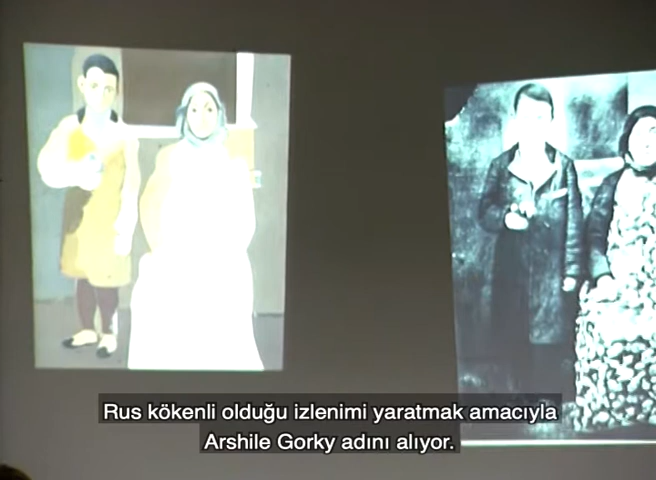 Rus kökenli olduğu izlenimi yaratmak amacıyla
Arshile Gorky adını alıyor.